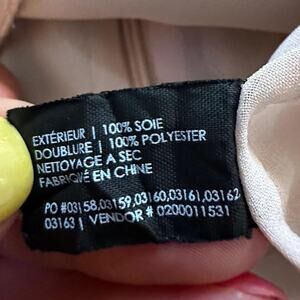 EXTÉRIEUR | 100% SOIE
DOUBLURE | 100% POLYESTER
NETTOYAGE A SEC
FABRIQUÉ EN CHINE
PO #03158,03159,03160,03161,03162
03163 | VENDOR # 0200011531